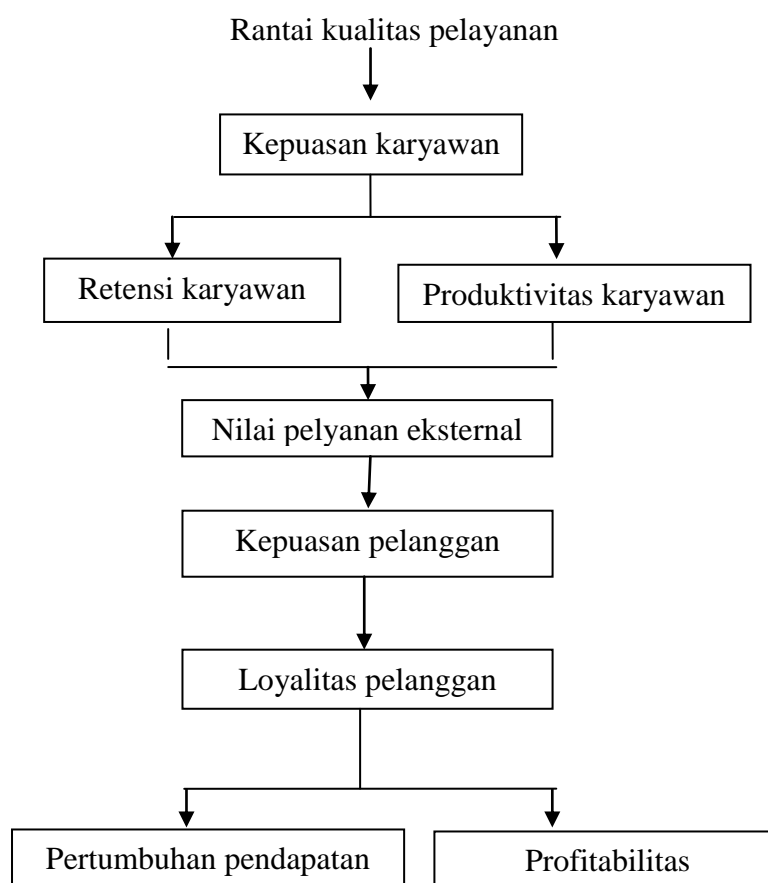 Rantai kualitas pelayanan
Kepuasan karyawan
Retensi karyawan
Produktivitas karyawan
Nilai pelyanan eksternal
Kepuasan pelanggan
Loyalitas pelanggan
Pertumbuhan pendapatan
Profitabilitas